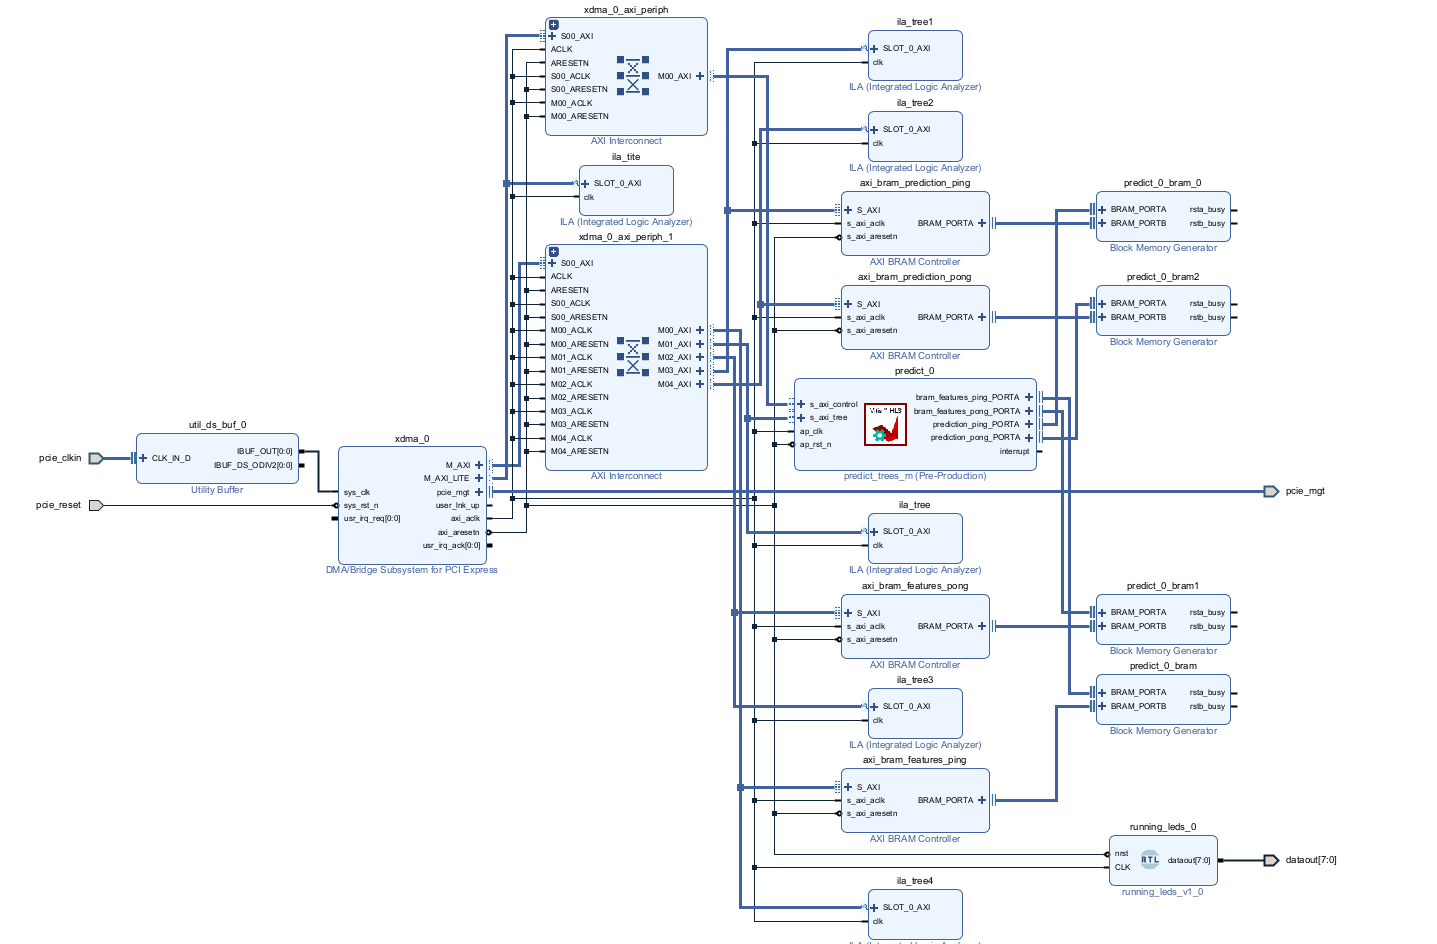 pcie_clkin
pcie_reset
util_ds_buf_0
CLK_IN_D
IBUF_OUT[0:0]
IBUF_DS_ODIV2[0:0]
Utility Buffer
xdma_0
sys_clk
sys_rst_n
usr_irq_req[0:0]
M_AXI
M_AXI_LITE
pcie_mgt
user_lnk_up
axi_aclk
axi_aresetn
usr_irq_ack[0:0]
DMA/Bridge Subsystem for PCI Express
xdma_0_axi_periph
S00_AXI
ACLK
ARESETN
S00_ACLK
S00_ARESETN
M00_ACLK
M00_ARESETN
M00_AXI
AXI Interconnect
ila_tite
SLOT_0_AXI
clk
ILA (Integrated Logic Analyzer)
xdma_0_axi_periph_1
S00_AXI
ACLK
ARESETN
S00_ACLK
S00_ARESETN
M00_ACLK
M00_ARESETN
M01_ACLK
M01_ARESETN
M02_ACLK
M02_ARESETN
M03_ACLK
M03_ARESETN
M04_ACLK
M04_ARESETN
M00_AXI
M01_AXI
M02_AXI
M03_AXI
M04_AXI
AXI Interconnect
ila_tree1
SLOT_0_AXI
clk
ILA (Integrated Logic Analyzer)
ila_tree2
SLOT_0_AXI
clk
ILA (Integrated Logic Analyzer)
axi_bram_prediction_ping
S_AXI
s_axi_aclk
s_axi_aresetn
BRAM_PORTA
AXI BRAM Controller
axi_bram_prediction_pong
S_AXI
s_axi_aclk
s_axi_aresetn
BRAM_PORTA
AXI BRAM Controller
predict_0
s_axi_control
s_axi_tree
ap_clk
ap_rst_n
Vitis™ HLS
bram_features_ping_PORTA
bram_features_pong_PORTA
prediction_ping_PORTA
prediction_pong_PORTA
interrupt
predict_trees_m (Pre-Production)
ila_tree
SLOT_0_AXI
clk
ILA (Integrated Logic Analyzer)
axi_bram_features_pong
S_AXI
s_axi_aclk
s_axi_aresetn
BRAM_PORTA
AXI BRAM Controller
ila_tree3
SLOT_0_AXI
clk
ILA (Integrated Logic Analyzer)
axi_bram_features_ping
S_AXI
s_axi_aclk
s_axi_aresetn
BRAM_PORTA
AXI BRAM Controller
ila_tree4
SLOT_0_AXI
clk
predict_0_bram_0
BRAM_PORTA
BRAM_PORTB
rsta_busy
rstb_busy
Block Memory Generator
predict_0_bram2
BRAM_PORTA
BRAM_PORTB
rsta_busy
rstb_busy
Block Memory Generator
pcie_mgt
predict_0_bram1
BRAM_PORTA
BRAM_PORTB
rsta_busy
rstb_busy
Block Memory Generator
predict_0_bram
BRAM_PORTA
BRAM_PORTB
rsta_busy
rstb_busy
Block Memory Generator
running_leds_0
nrst
CLK
RTL
dataout[7:0]
running_leds_v1_0
dataout[7:0]